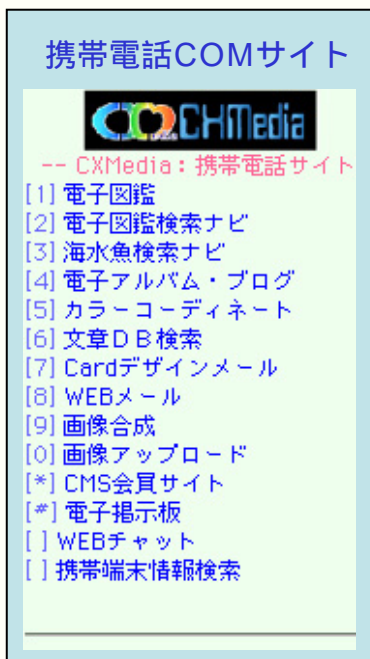 携帯電話COMサイト
CXMedia
-- CXMedia：携帯電話サイト
[1] 電子図鑑
[2] 電子図鑑検索ナビ
[3] 海水魚検索ナビ
[4] 電子アルバム・ブログ
[5] カラーコーディネート
[6] 文章ＤＢ検索
[7] Cardデザインメール
[8] WEBメール
[9] 画像合成
[0] 画像アップロード
[*] CMS会員サイト
[#] 電子掲示板
[ ] WEBチャット
[ ] 携帯端末情報検索